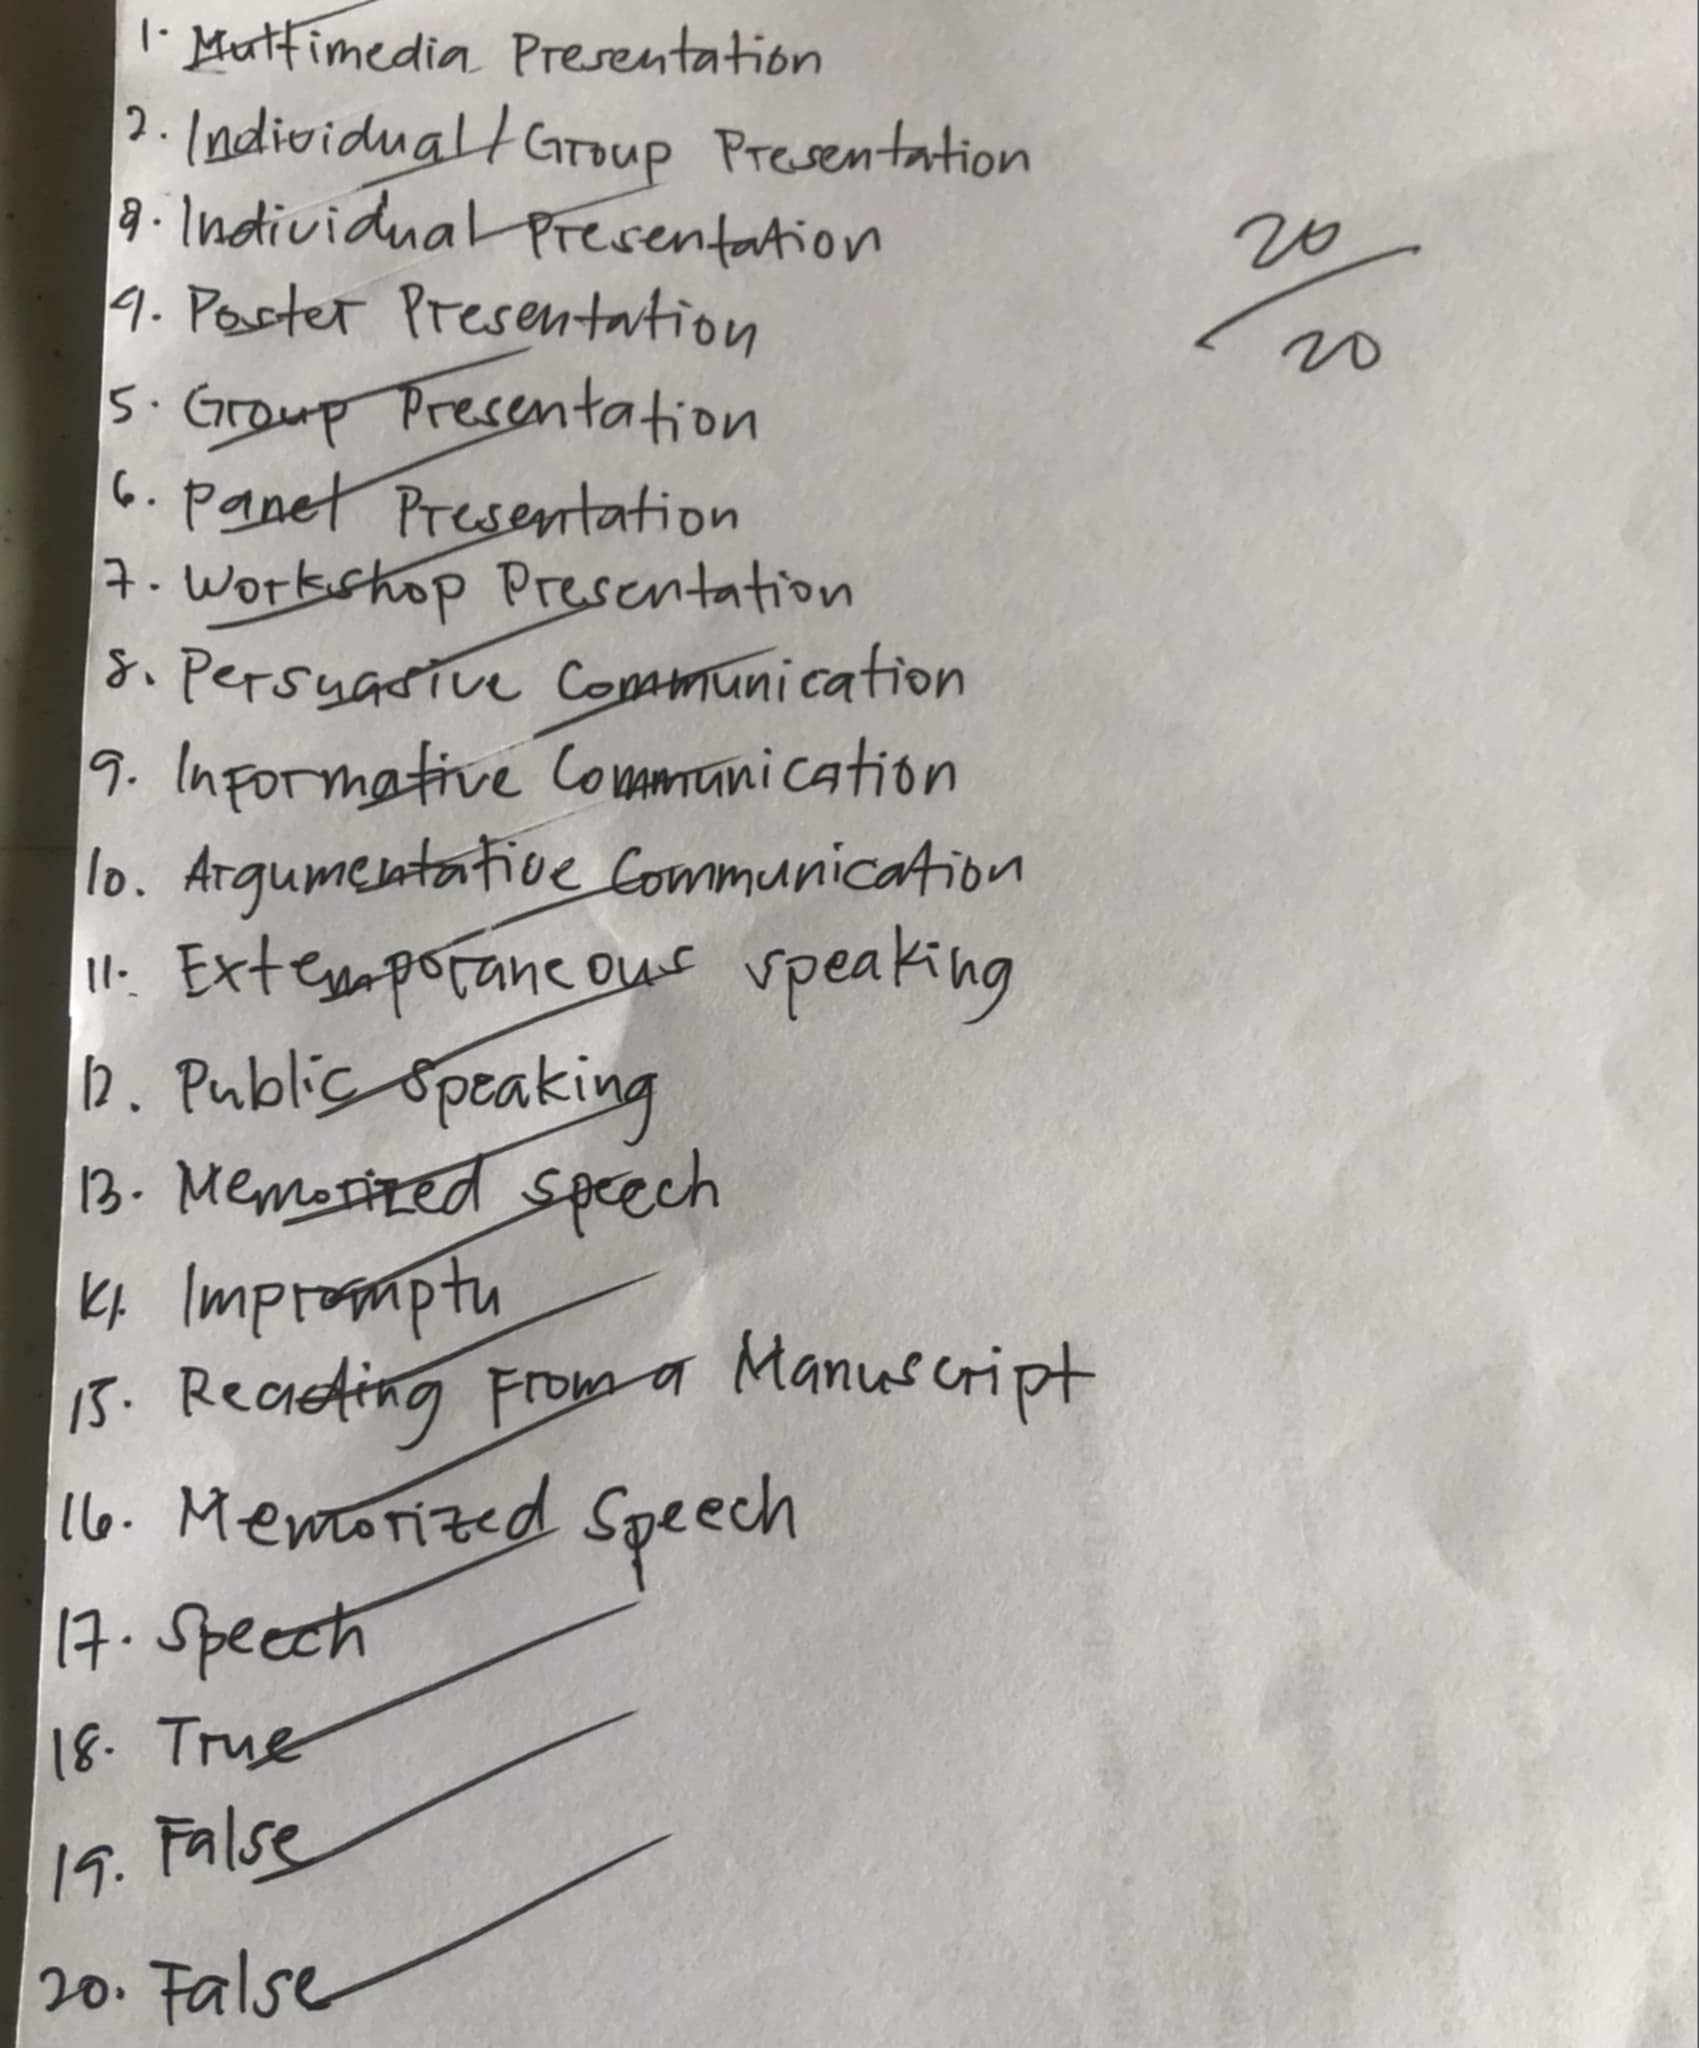 1. Multimedia Presentation
2. Individual/Group Presentation
3. Individual Presentation
4. Poster Presentation
5. Group Presentation
6. Panel Presentation
7. Workshop Presentation
8. Persuasive Communication
9. Informative Communication
10. Argumentative Communication
11. Extemporaneous speaking
12. Public Speaking
13. Memorized speech
14. Impromptu
15. Reading From a Manuscript
16. Memorized Speech
17. Speech
18. True
19. False
20. False
20
20